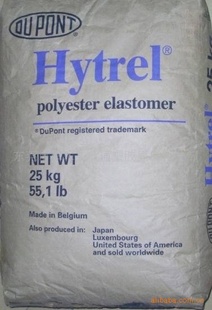 DUPONT
Hytrel®
polyester elastomer
® DuPont registered trademark
NET WT
25 kg
55,1 lb
Made in Belgium
Also produced in: Japan
Luxembourg
United States of America
and sold worldwide
25 k